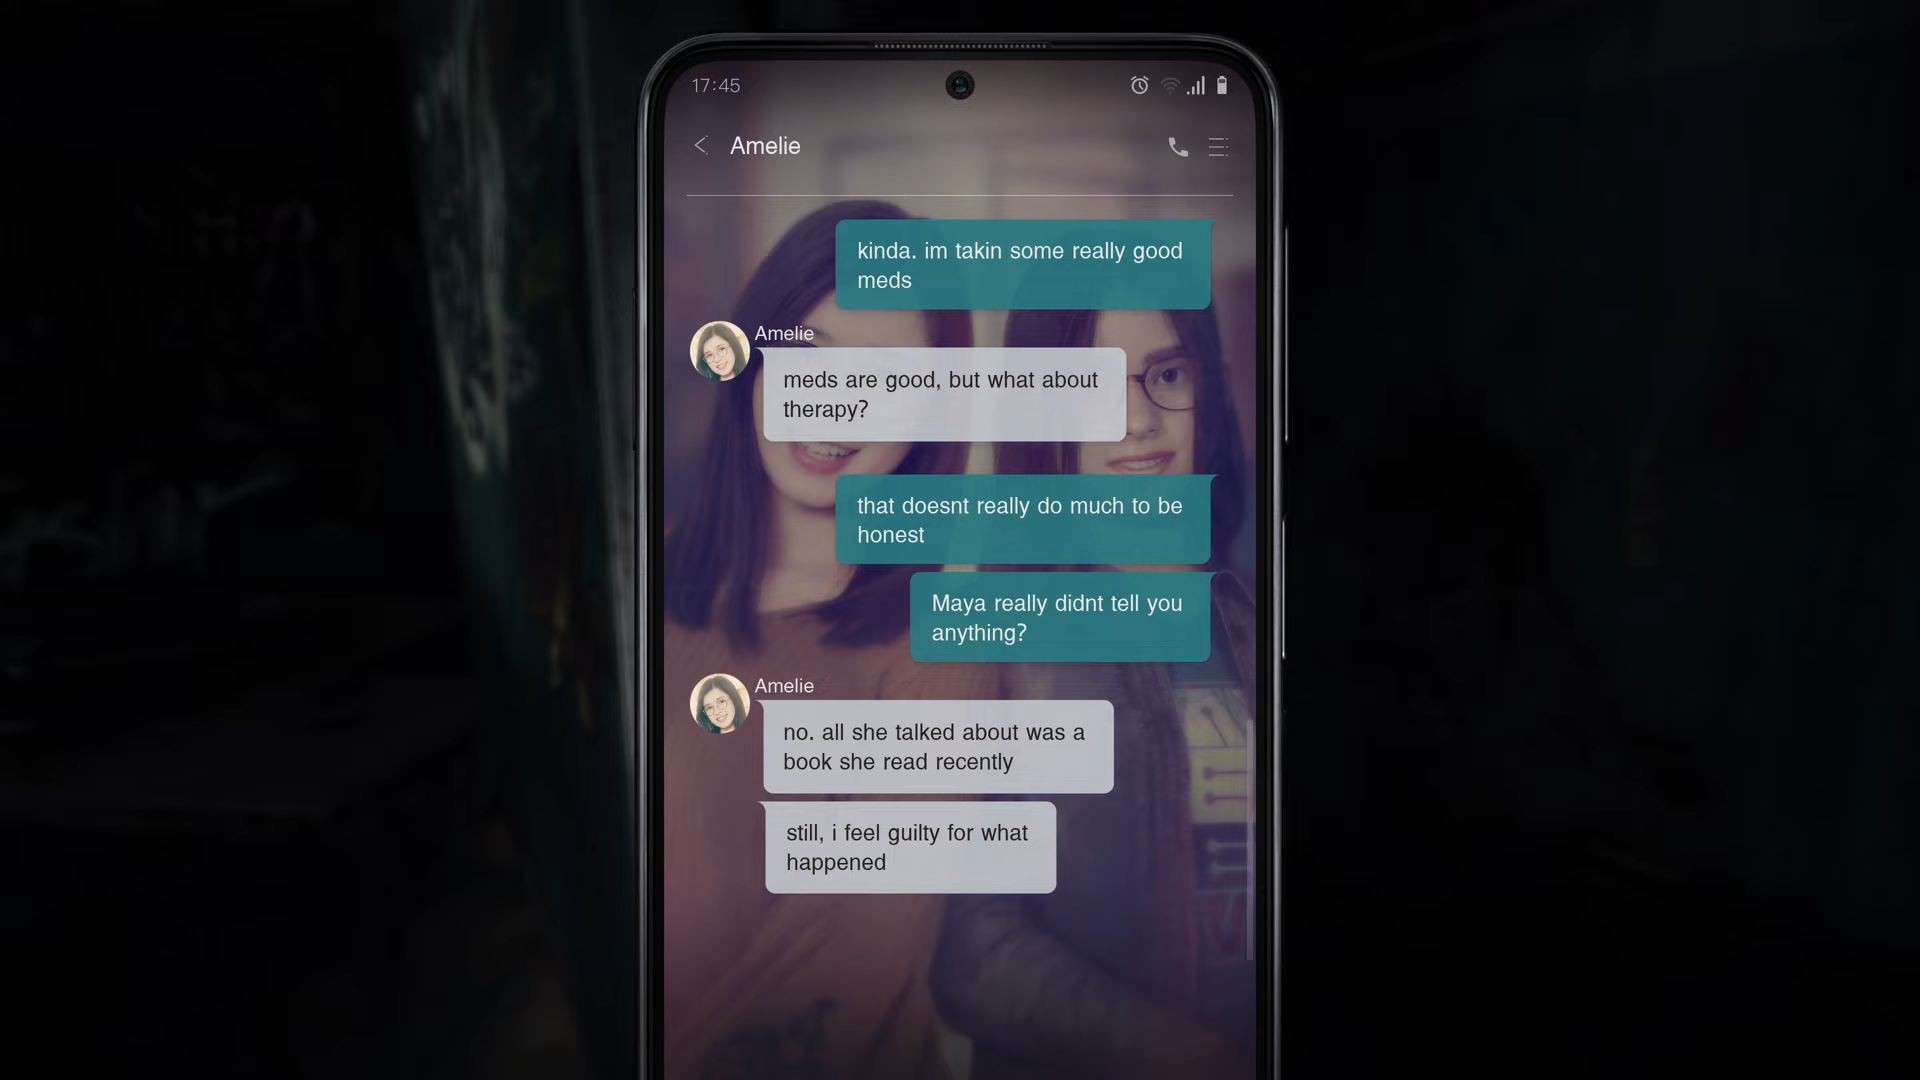 17:45
Amelie
kinda. im takin some really good
meds
Amelie
meds are good, but what about
therapy?
that doesnt really do much to be
honest
Maya really didnt tell you
anything?
Amelie
no. all she talked about was a
book she read recently
still, i feel guilty for what
happened